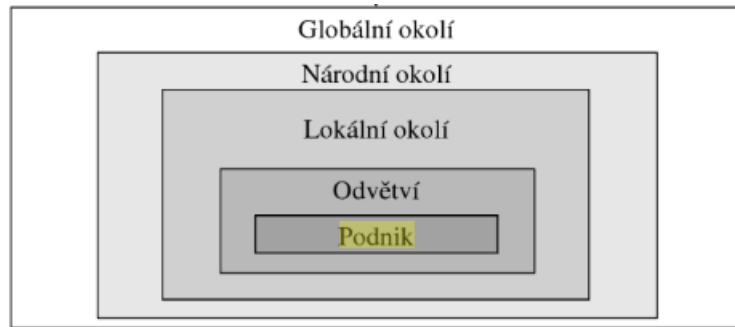 Globální okolí
Národní okolí
Lokální okolí
Odvětví
Podnik